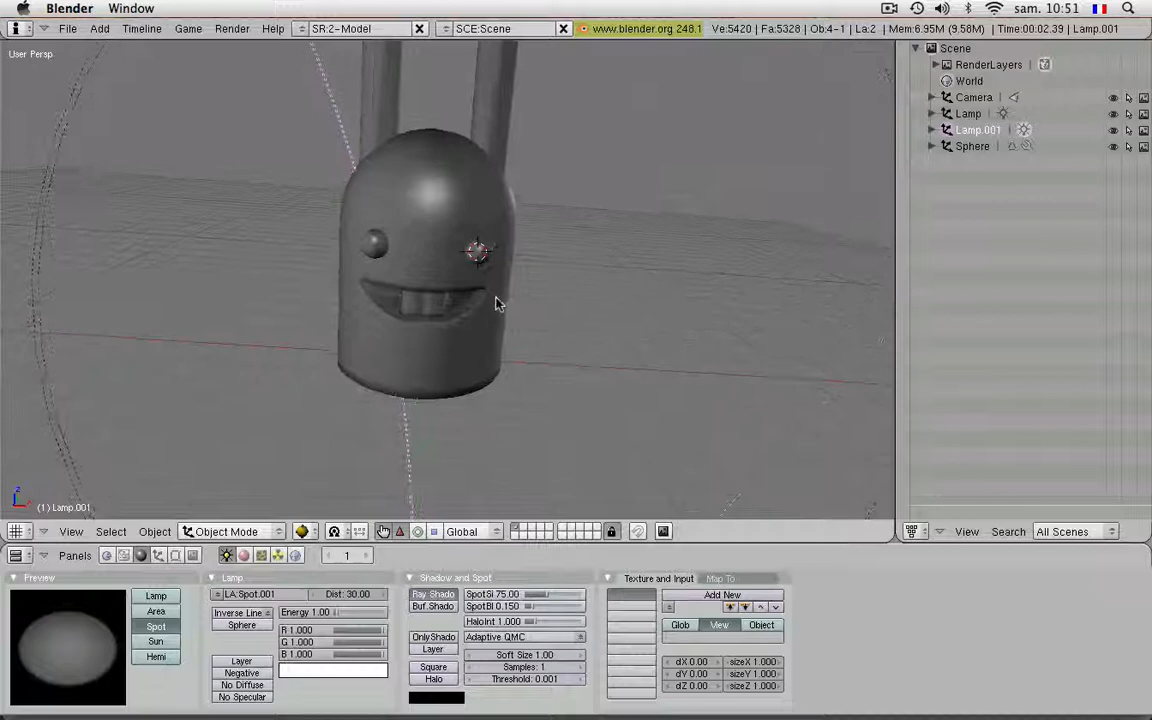 Blender Window sam. 10:51
File Add Timeline Game Render Help SR:2-Model SCE:Scene www.blender.org 248.1 Ve:5420 | Fa:5328 | Ob:4-1 | La:2 | Mem:6.95M (9.58M) | Time:00:02.39 | Lamp.001
User Persp
Scene
RenderLayers
World
Camera
Lamp
Lamp.001
Sphere
(1) Lamp.001
View Select Object Object Mode Global View Search All Scenes
Panels 1
Preview Lamp Shadow and Spot Texture and Input Map To
Lamp LA:Spot.001 Dist: 30.00 Ray Shado SpotSi 75.00 Add New
Area Inverse Line Energy 1.00 Buf.Shado SpotBl 0.150
Spot Sphere R 1.000 HaloInt 1.000 Glob View Object
Sun G 1.000 OnlyShado Adaptive QMC
Hemi Layer B 1.000 Layer Soft Size 1.00 dX 0.00 sizeX 1.000
Negative Square Samples: 1 dY 0.00 sizeY 1.000
No Diffuse Halo Threshold: 0.001 dZ 0.00 sizeZ 1.000
No Specular